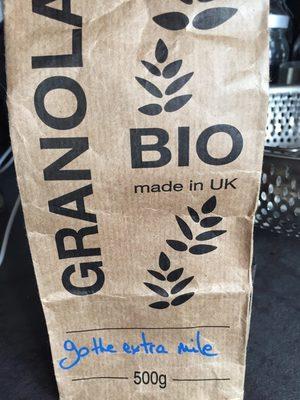 GRANOLA
BIO
made in UK
go the extra mile
500g